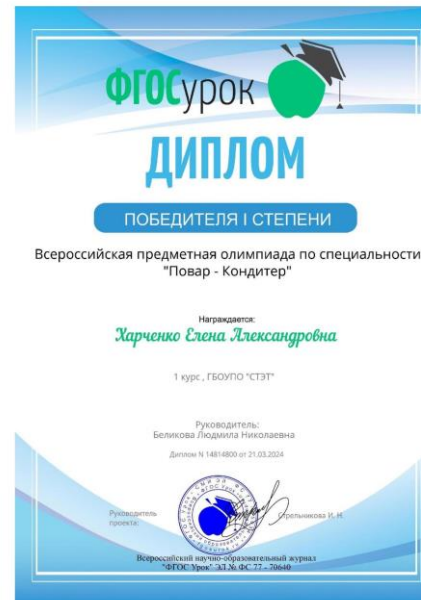 ФГОСурок
ДИПЛОМ
ПОБЕДИТЕЛЯ I СТЕПЕНИ
Всероссийская предметная олимпиада по специальности
"Повар - Кондитер"
Награждается:
Харченко Елена Александровна
1 курс , ГБОУПО "СТЭТ"
Руководитель:
Беликова Людмила Николаевна
Диплом N 14814800 от 21.03.2024
Руководитель
проекта:
Стрельникова И. Н.
Всероссийский научно-образовательный журнал
"ФГОС Урок" ЭЛ № ФС 77 - 70640